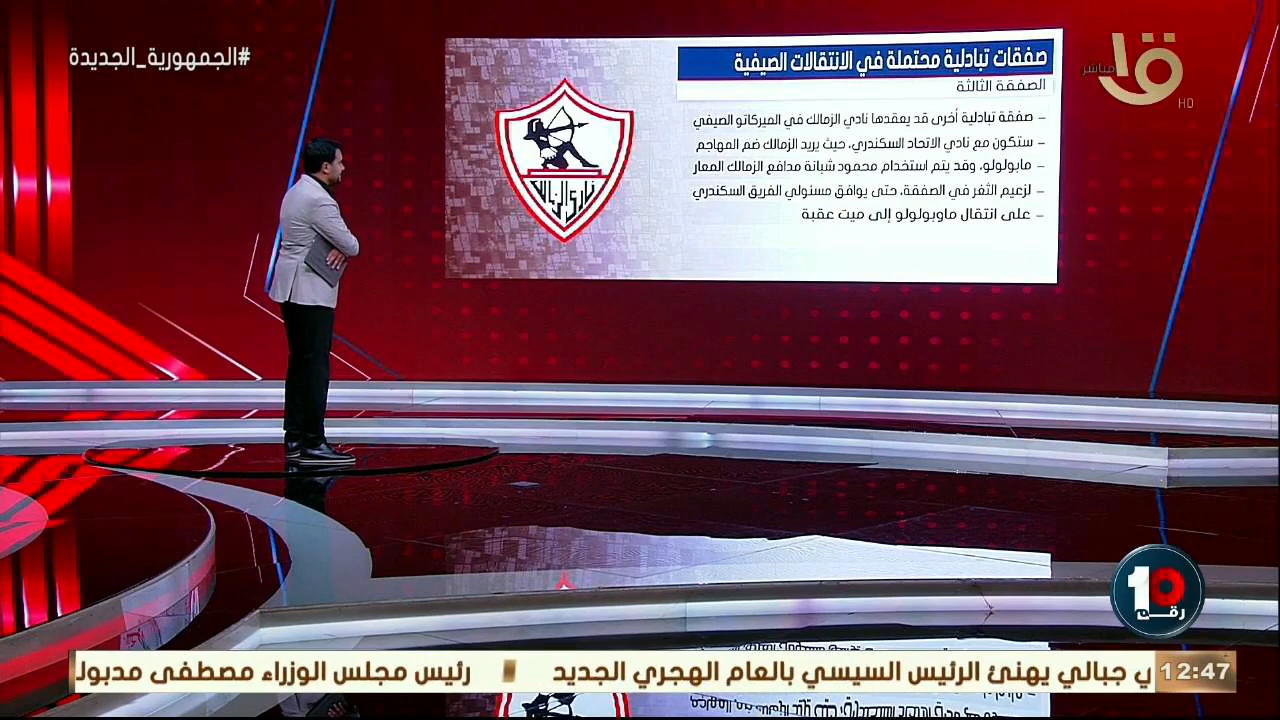 #الجمهورية_الجديدة
مباشر
HD
صفقات تبادلية محتملة في الانتقالات الصيفية
الصفقة الثالثة
- صفقة تبادلية أخرى قد يعقدها نادي الزمالك في الميركاتو الصيفي
- ستكون مع نادي الاتحاد السكندري، حيث يريد الزمالك ضم المهاجم
- مابولولو، وقد يتم استخدام محمود شبانة مدافع الزمالك المعار
- لزعيم الثغر في الصفقة، حتى يوافق مسئولي الفريق السكندري
- على انتقال ماوبولولو إلى ميت عقبة
نادي الزمالك
رقم 10
12:47
ي جبالي يهنئ الرئيس السيسي بالعام الهجري الجديد
رئيس مجلس الوزراء مصطفى مدبول